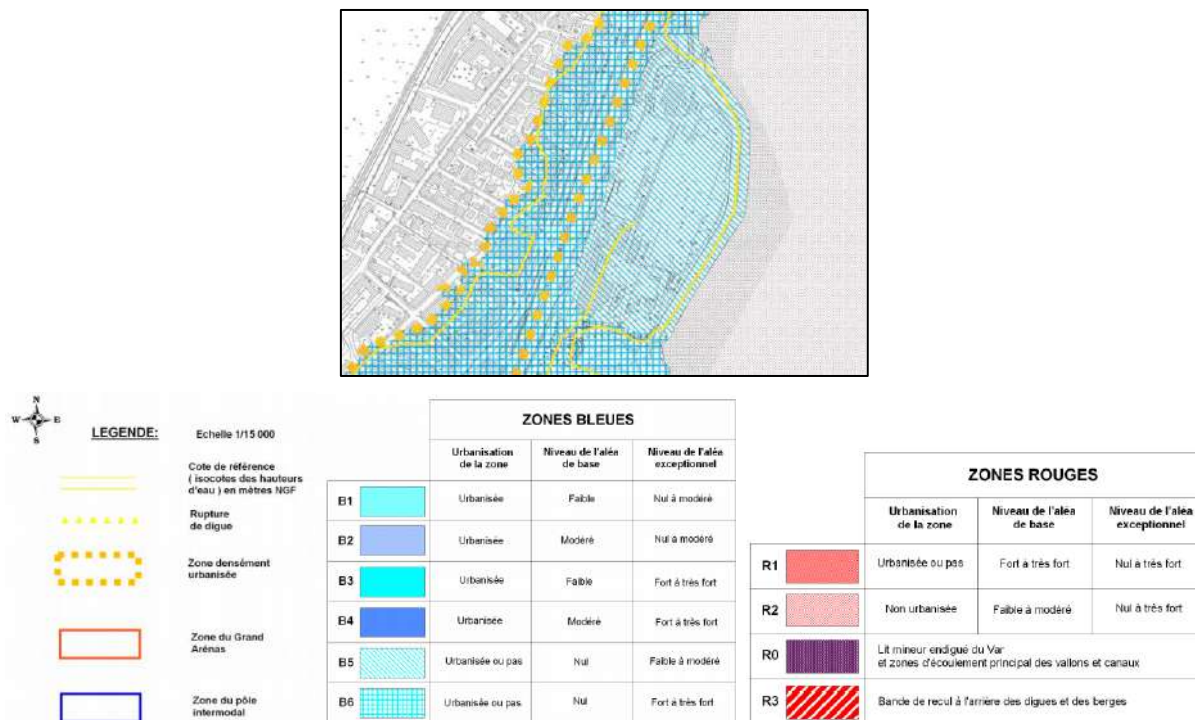 N
W E
S
LEGENDE:
Echelle 1/15 000
Cote de référence
( isocotes des hauteurs
d'eau ) en mètres NGF
Rupture
de digue
Zone densément
urbanisée
Zone du Grand
Arénas
Zone du pôle
intermodal
ZONES BLEUES
Urbanisation
de la zone
Niveau de l'aléa
de base
Niveau de l'aléa
exceptionnel
B1 Urbanisée Faible Nul à modéré
B2 Urbanisée Modéré Nul à modéré
B3 Urbanisée Faible Fort à très fort
B4 Urbanisée Modéré Fort à très fort
B5 Urbanisée ou pas Nul Faible à modéré
B6 Urbanisée ou pas Nul Fort à très fort
ZONES ROUGES
Urbanisation
de la zone
Niveau de l'aléa
de base
Niveau de l'aléa
exceptionnel
R1 Urbanisée ou pas Fort à très fort Nul à très fort
R2 Non urbanisée Faible à modéré Nul à très fort
R0 Lit mineur endigué du Var
et zones d'écoulement principal des vallons et canaux
R3 Bande de recul à l'arrière des digues et des berges